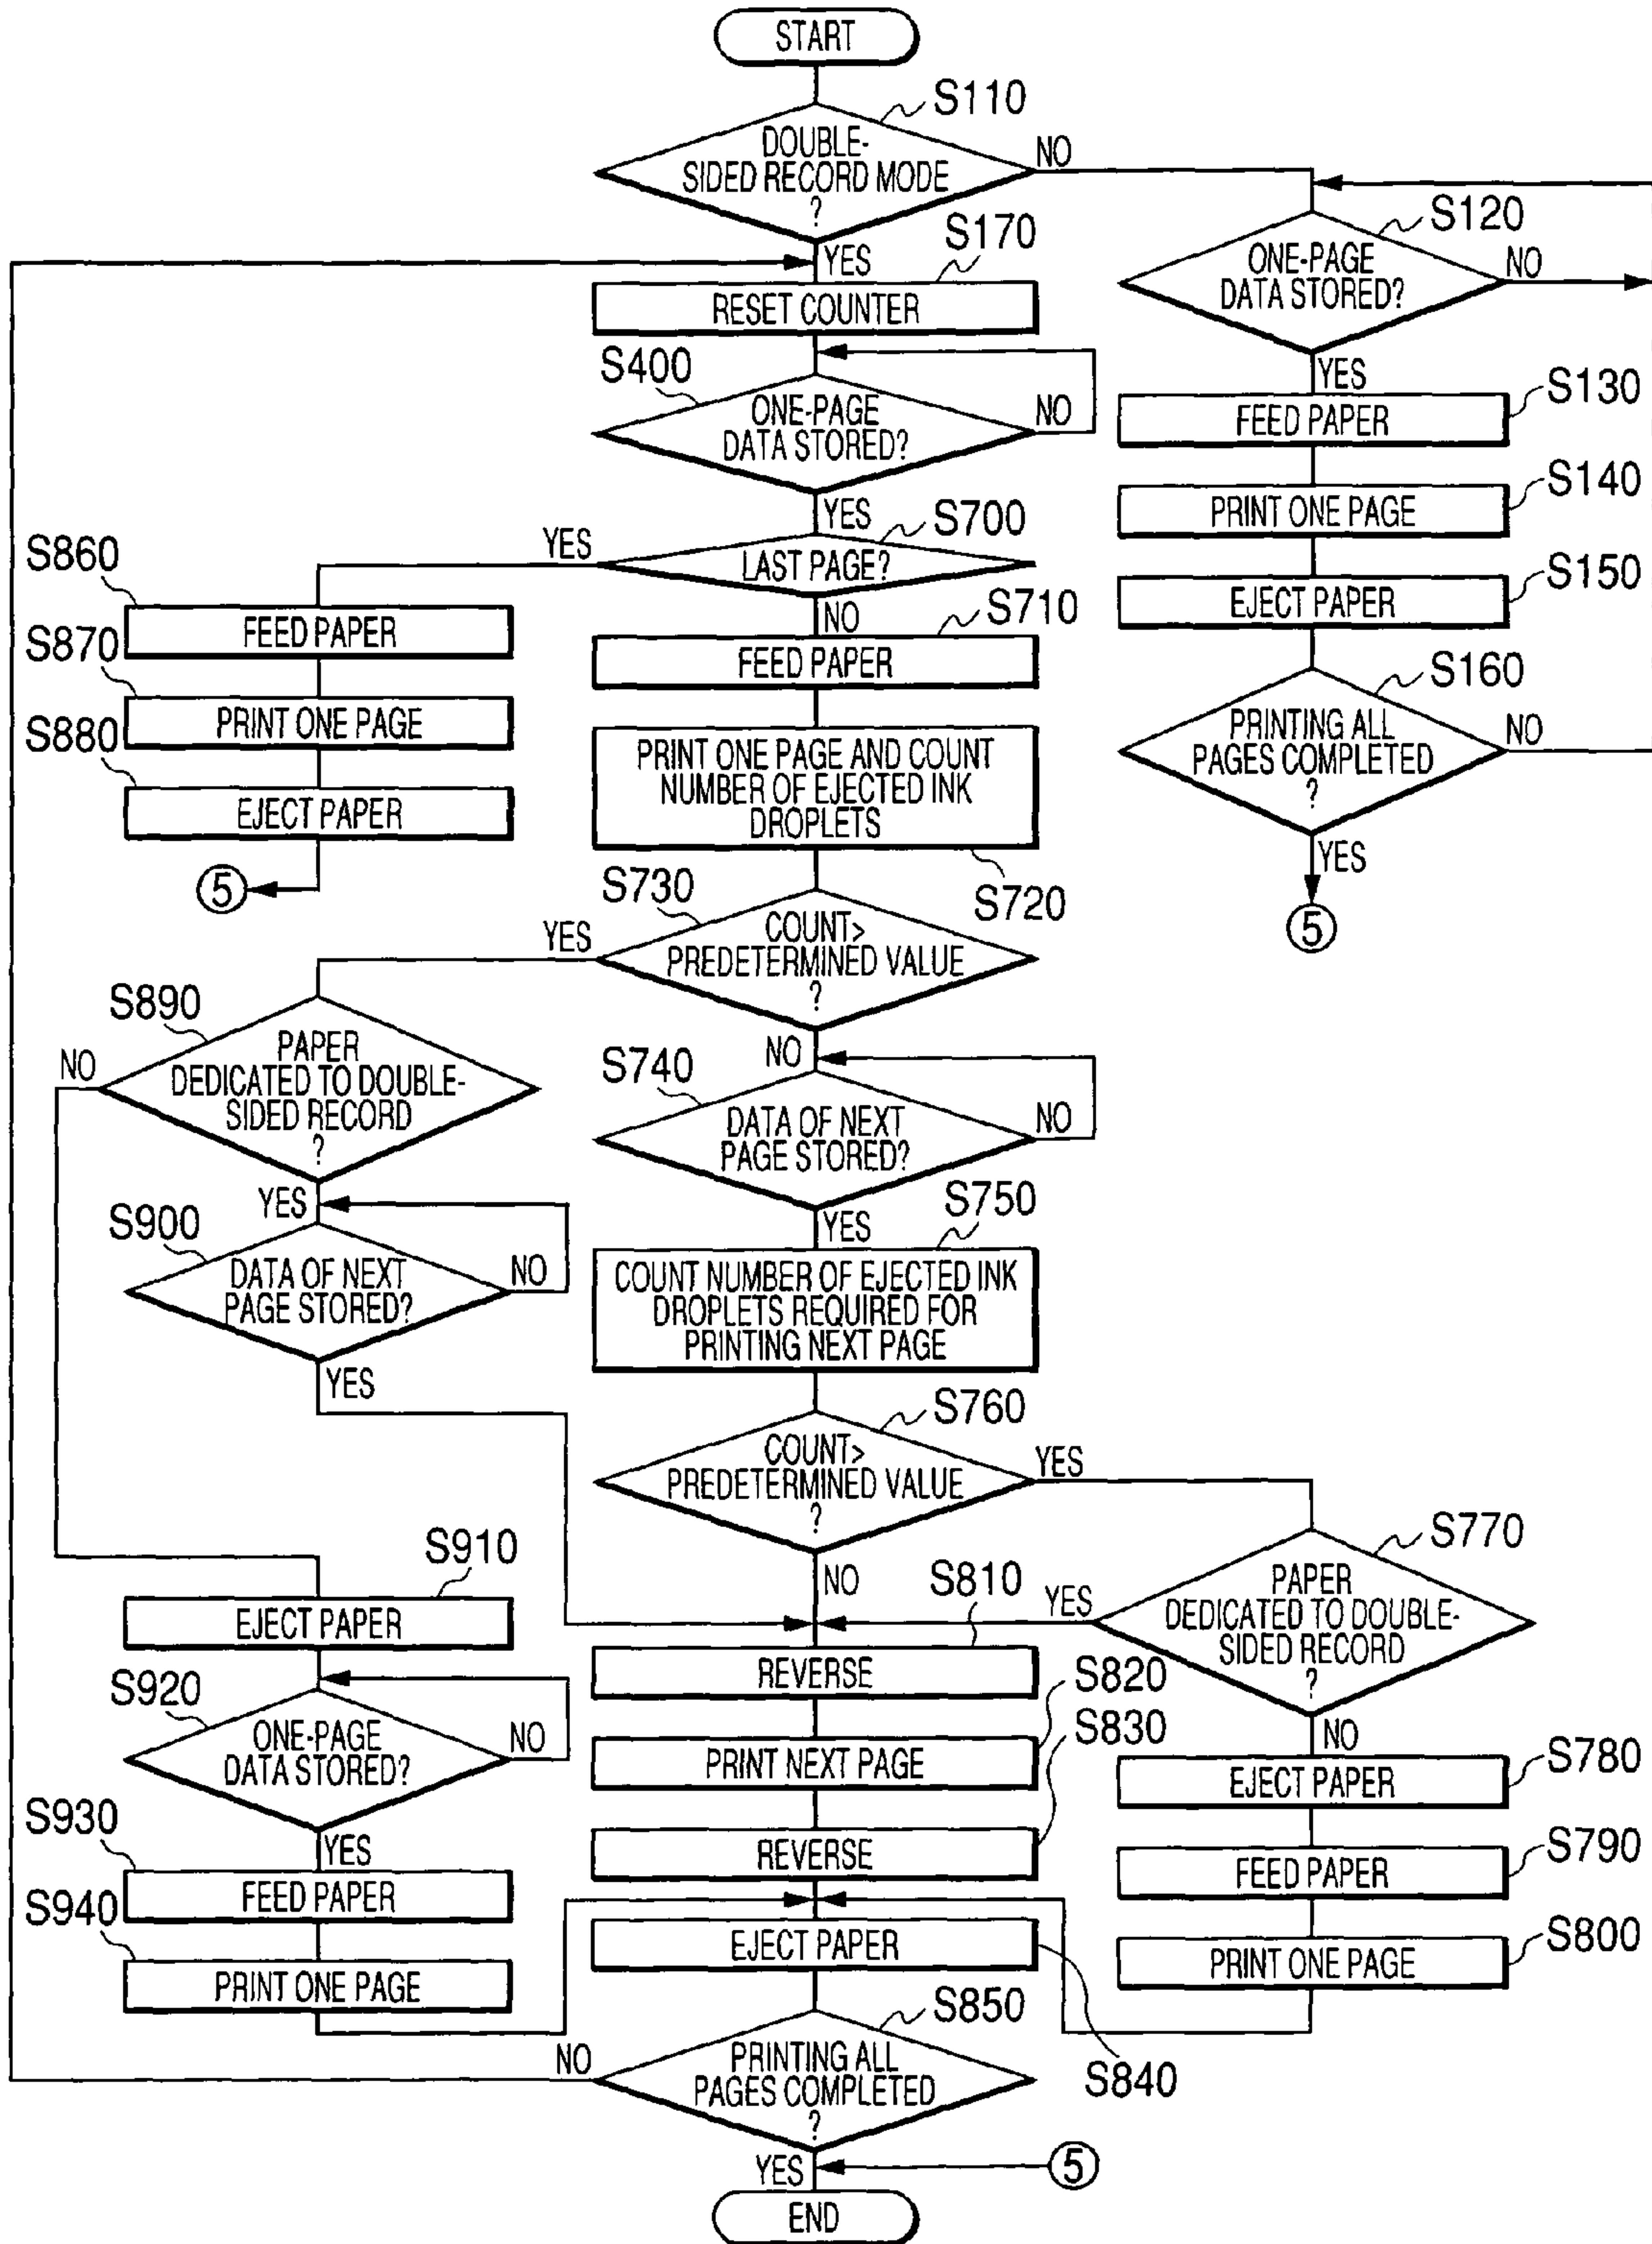 START
S110
DOUBLE-
SIDED RECORD MODE
?
NO
YES
S170
RESET COUNTER
S120
ONE-PAGE
DATA STORED?
NO
YES
S130
FEED PAPER
S140
PRINT ONE PAGE
S150
EJECT PAPER
S160
PRINTING ALL
PAGES COMPLETED
?
NO
YES
5
S400
ONE-PAGE
DATA STORED?
NO
YES
S700
LAST PAGE?
YES
NO
S860
FEED PAPER
S870
PRINT ONE PAGE
S880
EJECT PAPER
5
S710
FEED PAPER
PRINT ONE PAGE AND COUNT
NUMBER OF EJECTED INK
DROPLETS
S720
S730
COUNT>
PREDETERMINED VALUE
?
YES
NO
S890
PAPER
DEDICATED TO DOUBLE-
SIDED RECORD
?
NO
YES
S900
DATA OF NEXT
PAGE STORED?
NO
YES
S740
DATA OF NEXT
PAGE STORED?
NO
YES
S750
COUNT NUMBER OF EJECTED INK
DROPLETS REQUIRED FOR
PRINTING NEXT PAGE
S760
COUNT>
PREDETERMINED VALUE
?
YES
NO
S770
PAPER
DEDICATED TO DOUBLE-
SIDED RECORD
?
YES
NO
S780
EJECT PAPER
S790
FEED PAPER
S800
PRINT ONE PAGE
S810
REVERSE
S820
PRINT NEXT PAGE
S830
REVERSE
S910
EJECT PAPER
S920
ONE-PAGE
DATA STORED?
NO
YES
S930
FEED PAPER
S940
PRINT ONE PAGE
EJECT PAPER
S840
S850
PRINTING ALL
PAGES COMPLETED
?
NO
YES
5
END